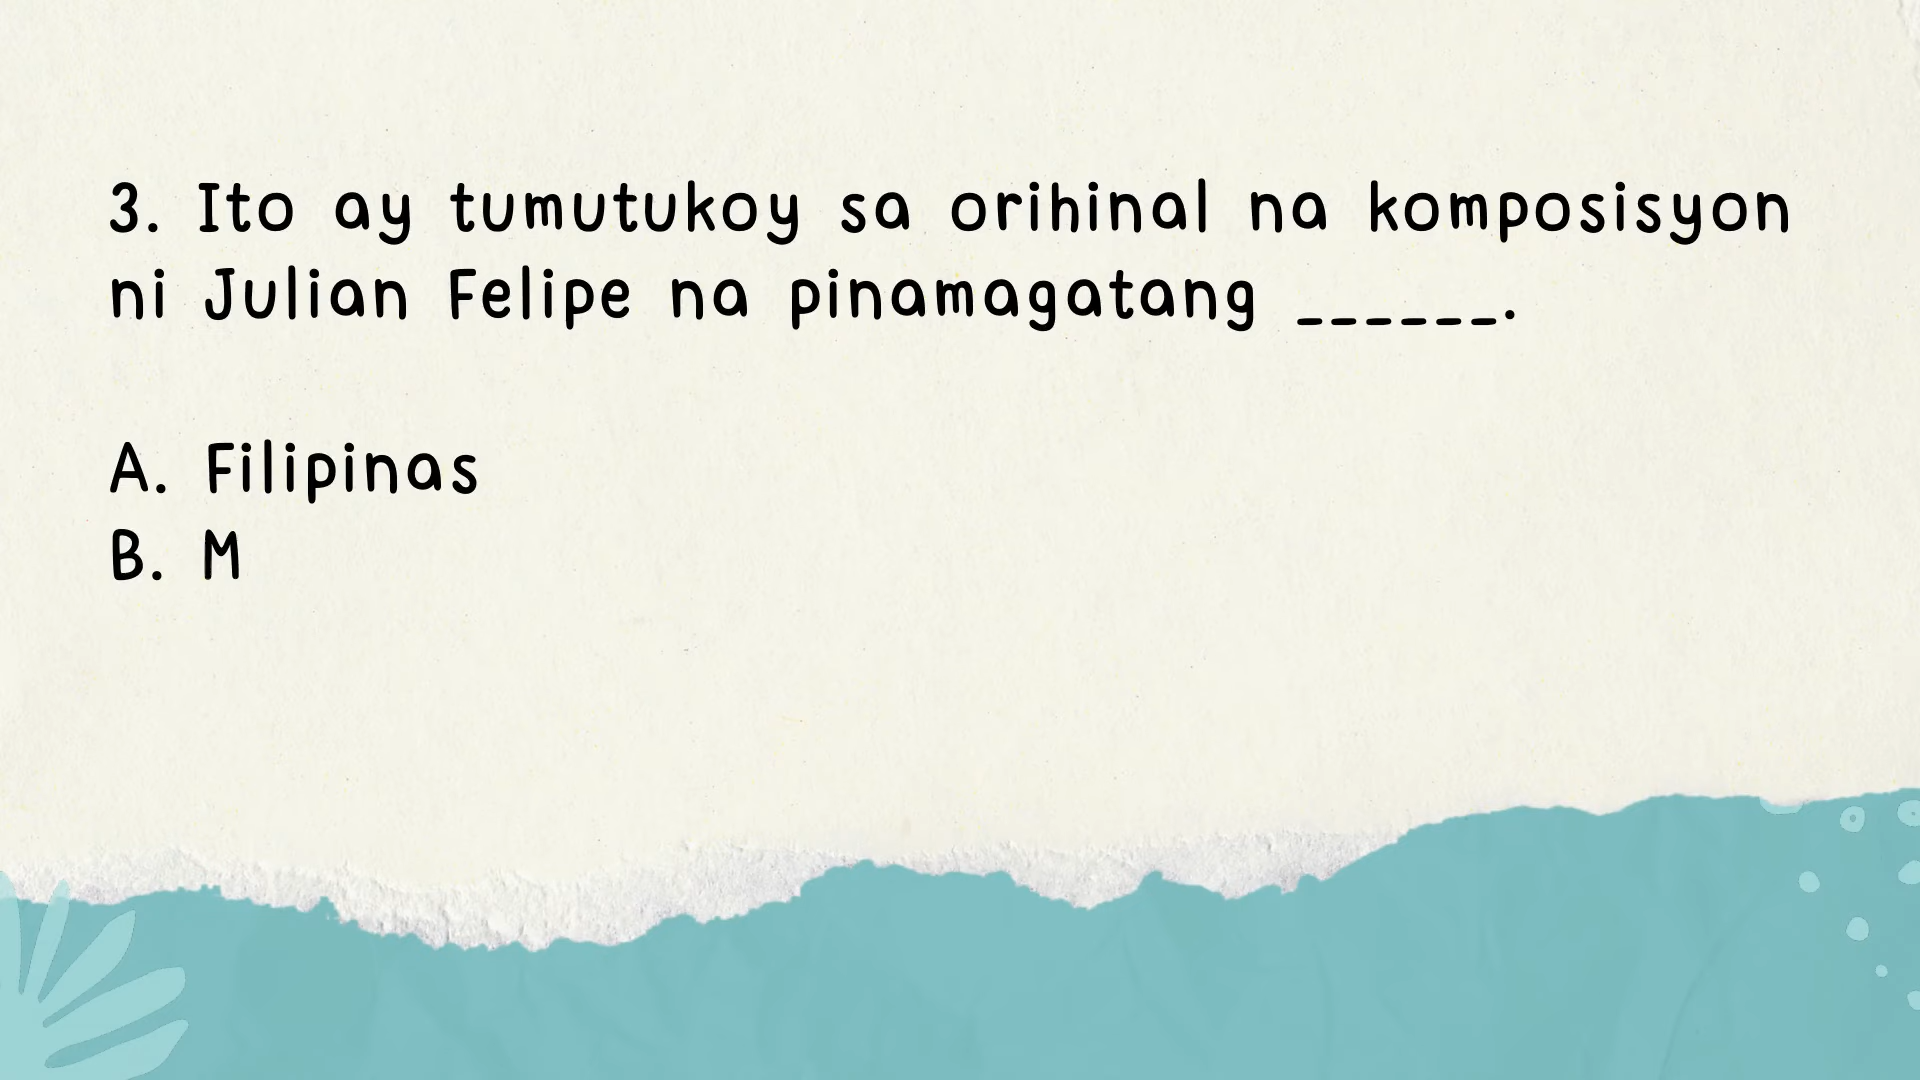 3. Ito ay tumutukoy sa orihinal na komposisyon
ni Julian Felipe na pinamagatang ______.
A. Filipinas
B. M